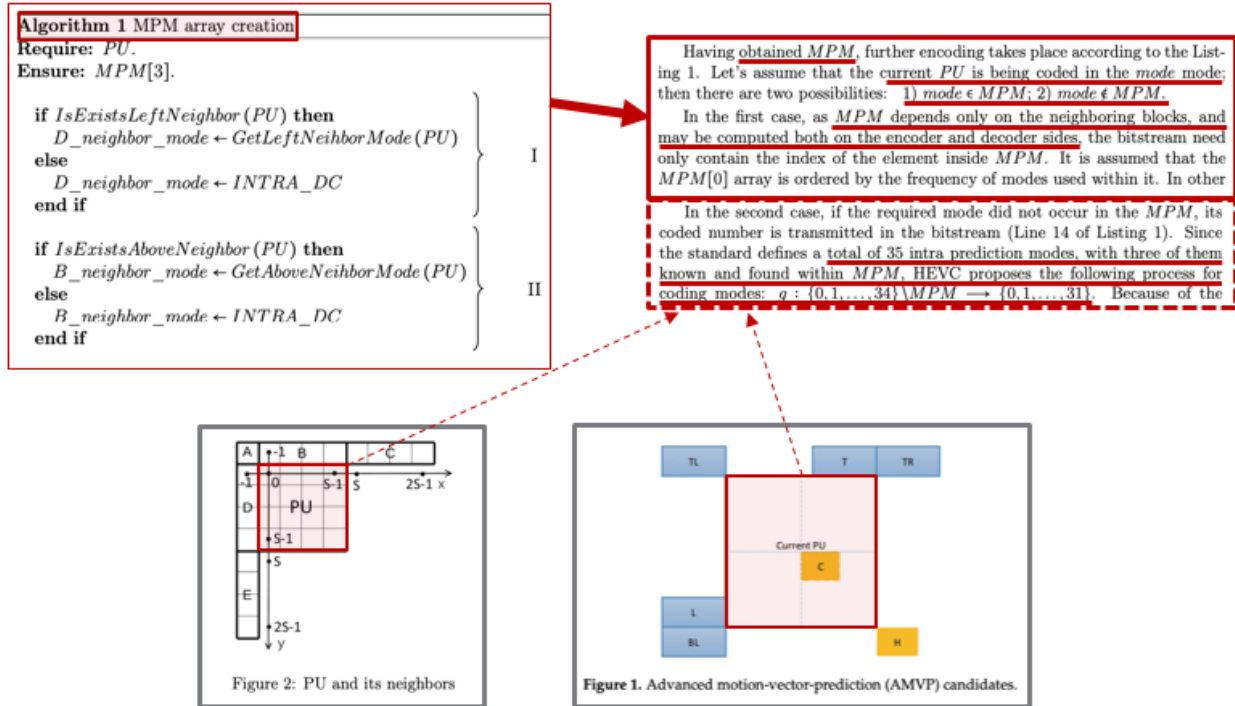 Algorithm 1 MPM array creation
Require: PU.
Ensure: MPM[3].
if IsExistsLeftNeighbor(PU) then
D_neighbor_mode ← GetLeftNeihborMode(PU)
else
D_neighbor_mode ← INTRA_DC
end if
I
if IsExistsAboveNeighbor(PU) then
B_neighbor_mode ← GetAboveNeihborMode(PU)
else
B_neighbor_mode ← INTRA_DC
end if
II
Having obtained MPM, further encoding takes place according to the List-
ing 1. Let's assume that the current PU is being coded in the mode mode;
then there are two possibilities: 1) mode ∈ MPM; 2) mode ∉ MPM.
In the first case, as MPM depends only on the neighboring blocks, and
may be computed both on the encoder and decoder sides, the bitstream need
only contain the index of the element inside MPM. It is assumed that the
MPM[0] array is ordered by the frequency of modes used within it. In other
In the second case, if the required mode did not occur in the MPM, its
coded number is transmitted in the bitstream (Line 14 of Listing 1). Since
the standard defines a total of 35 intra prediction modes, with three of them
known and found within MPM, HEVC proposes the following process for
coding modes: q : {0, 1, . . . , 34}\MPM ⟶ {0, 1, . . . , 31}. Because of the
A -1 B C
-1 0 S-1 S 2S-1 x
D PU
S-1
S
E
2S-1
y
Figure 2: PU and its neighbors
TL T TR
Current PU
C
L
BL H
Figure 1. Advanced motion-vector-prediction (AMVP) candidates.